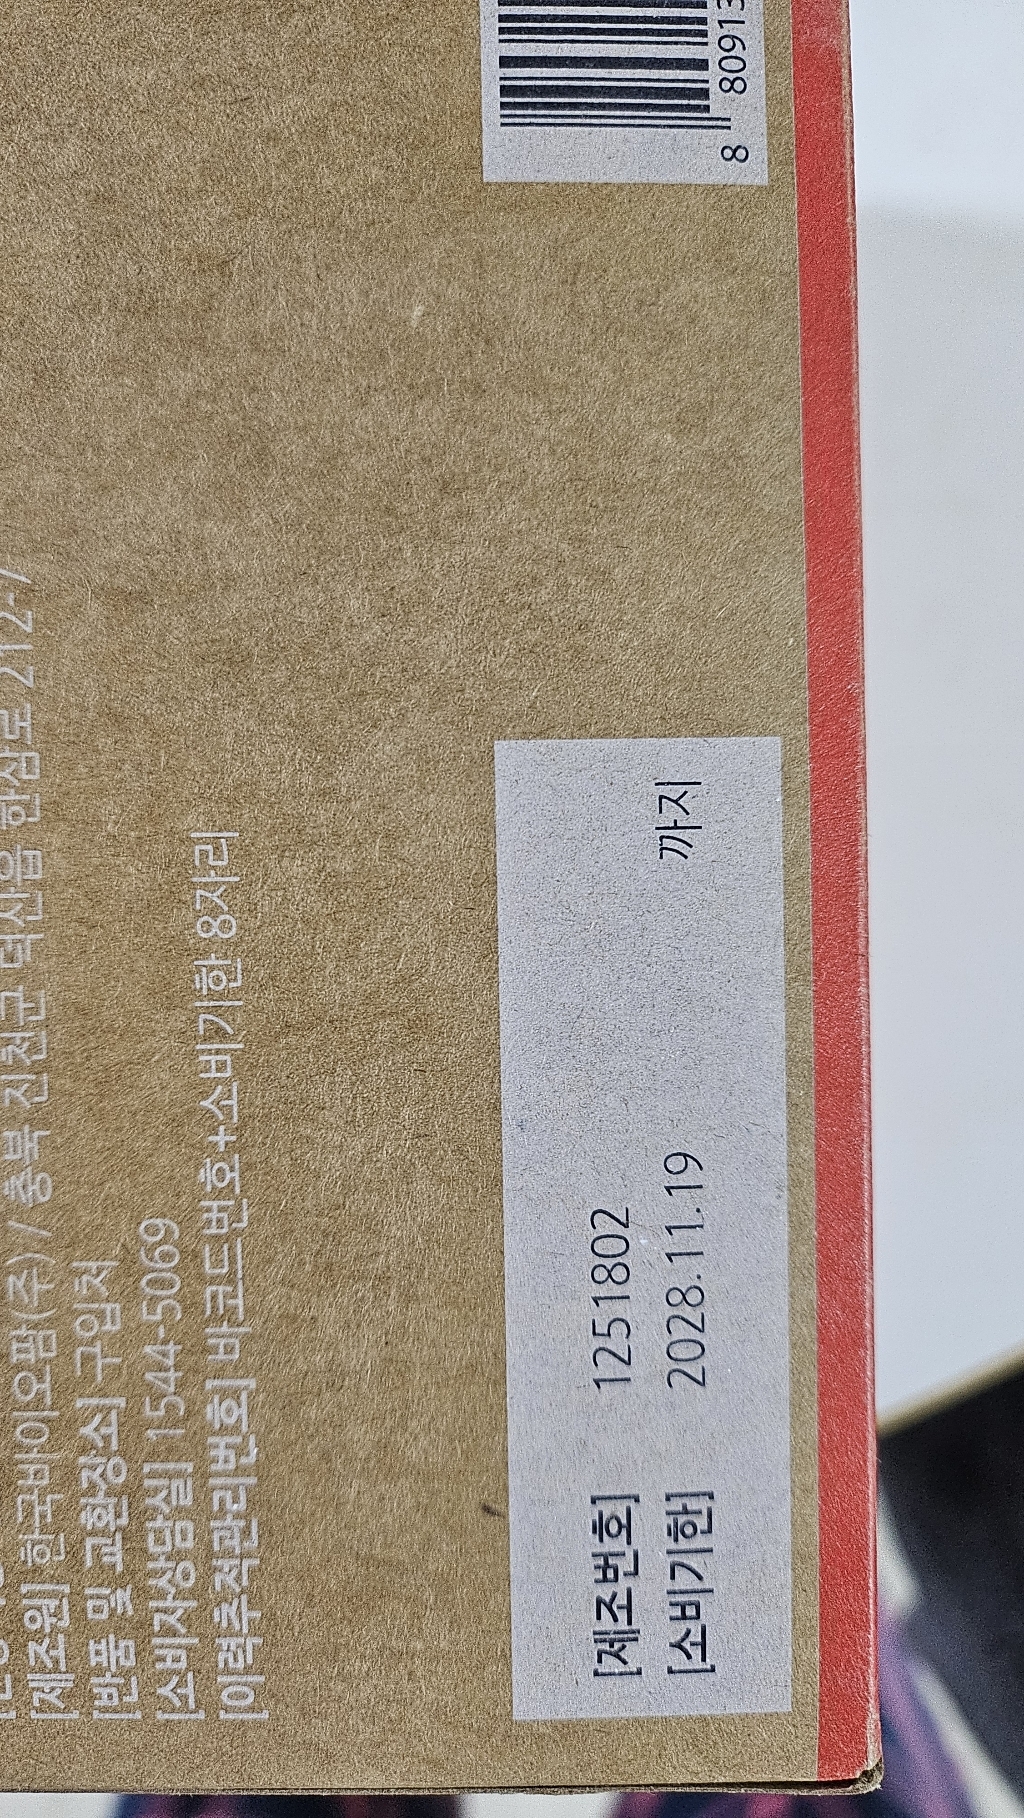 / 충북 진천군 덕산읍 한삼로 212-7
[제조원] 한국바이오팜(주)
[반품 및 교환장소] 구입처
[소비자상담실] 1544-5069
[이력추적관리번호] 바코드번호+소비기한 8자리
[제조번호] 1251802
[소비기한] 2028.11.19 까지
8 80913